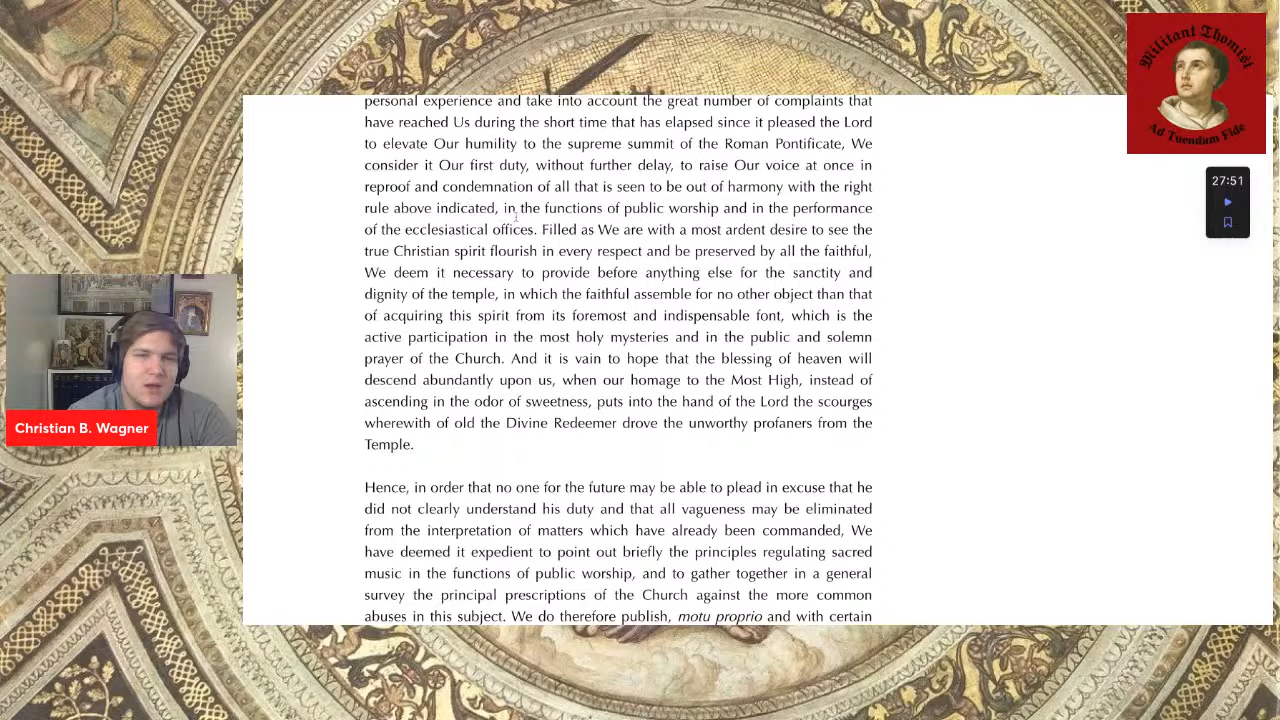 Militant Thomist
Ad Tuendam Fide
27:51
personal experience and take into account the great number of complaints that
have reached Us during the short time that has elapsed since it pleased the Lord
to elevate Our humility to the supreme summit of the Roman Pontificate, We
consider it Our first duty, without further delay, to raise Our voice at once in
reproof and condemnation of all that is seen to be out of harmony with the right
rule above indicated, in the functions of public worship and in the performance
of the ecclesiastical offices. Filled as We are with a most ardent desire to see the
true Christian spirit flourish in every respect and be preserved by all the faithful,
We deem it necessary to provide before anything else for the sanctity and
dignity of the temple, in which the faithful assemble for no other object than that
of acquiring this spirit from its foremost and indispensable font, which is the
active participation in the most holy mysteries and in the public and solemn
prayer of the Church. And it is vain to hope that the blessing of heaven will
descend abundantly upon us, when our homage to the Most High, instead of
ascending in the odor of sweetness, puts into the hand of the Lord the scourges
wherewith of old the Divine Redeemer drove the unworthy profaners from the
Temple.
Hence, in order that no one for the future may be able to plead in excuse that he
did not clearly understand his duty and that all vagueness may be eliminated
from the interpretation of matters which have already been commanded, We
have deemed it expedient to point out briefly the principles regulating sacred
music in the functions of public worship, and to gather together in a general
survey the principal prescriptions of the Church against the more common
abuses in this subject. We do therefore publish, motu proprio and with certain
Christian B. Wagner